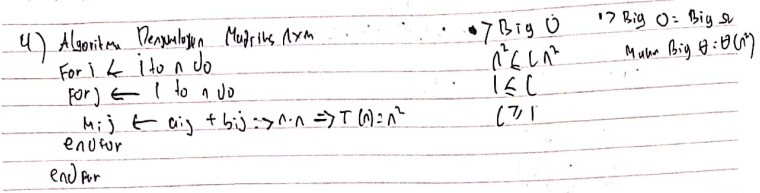 4) Algoritma Penjumlahan Matriks nxm
For i ← i to n do
For j ← 1 to n do
Mij ← aij + bij => n.n => T(n)=n²
endfor
end for
•> Big O
n² ≤ Cn²
1 ≤ C
C ≥ 1
•> Big O = Big Ω
Maka Big θ : θ(n²)